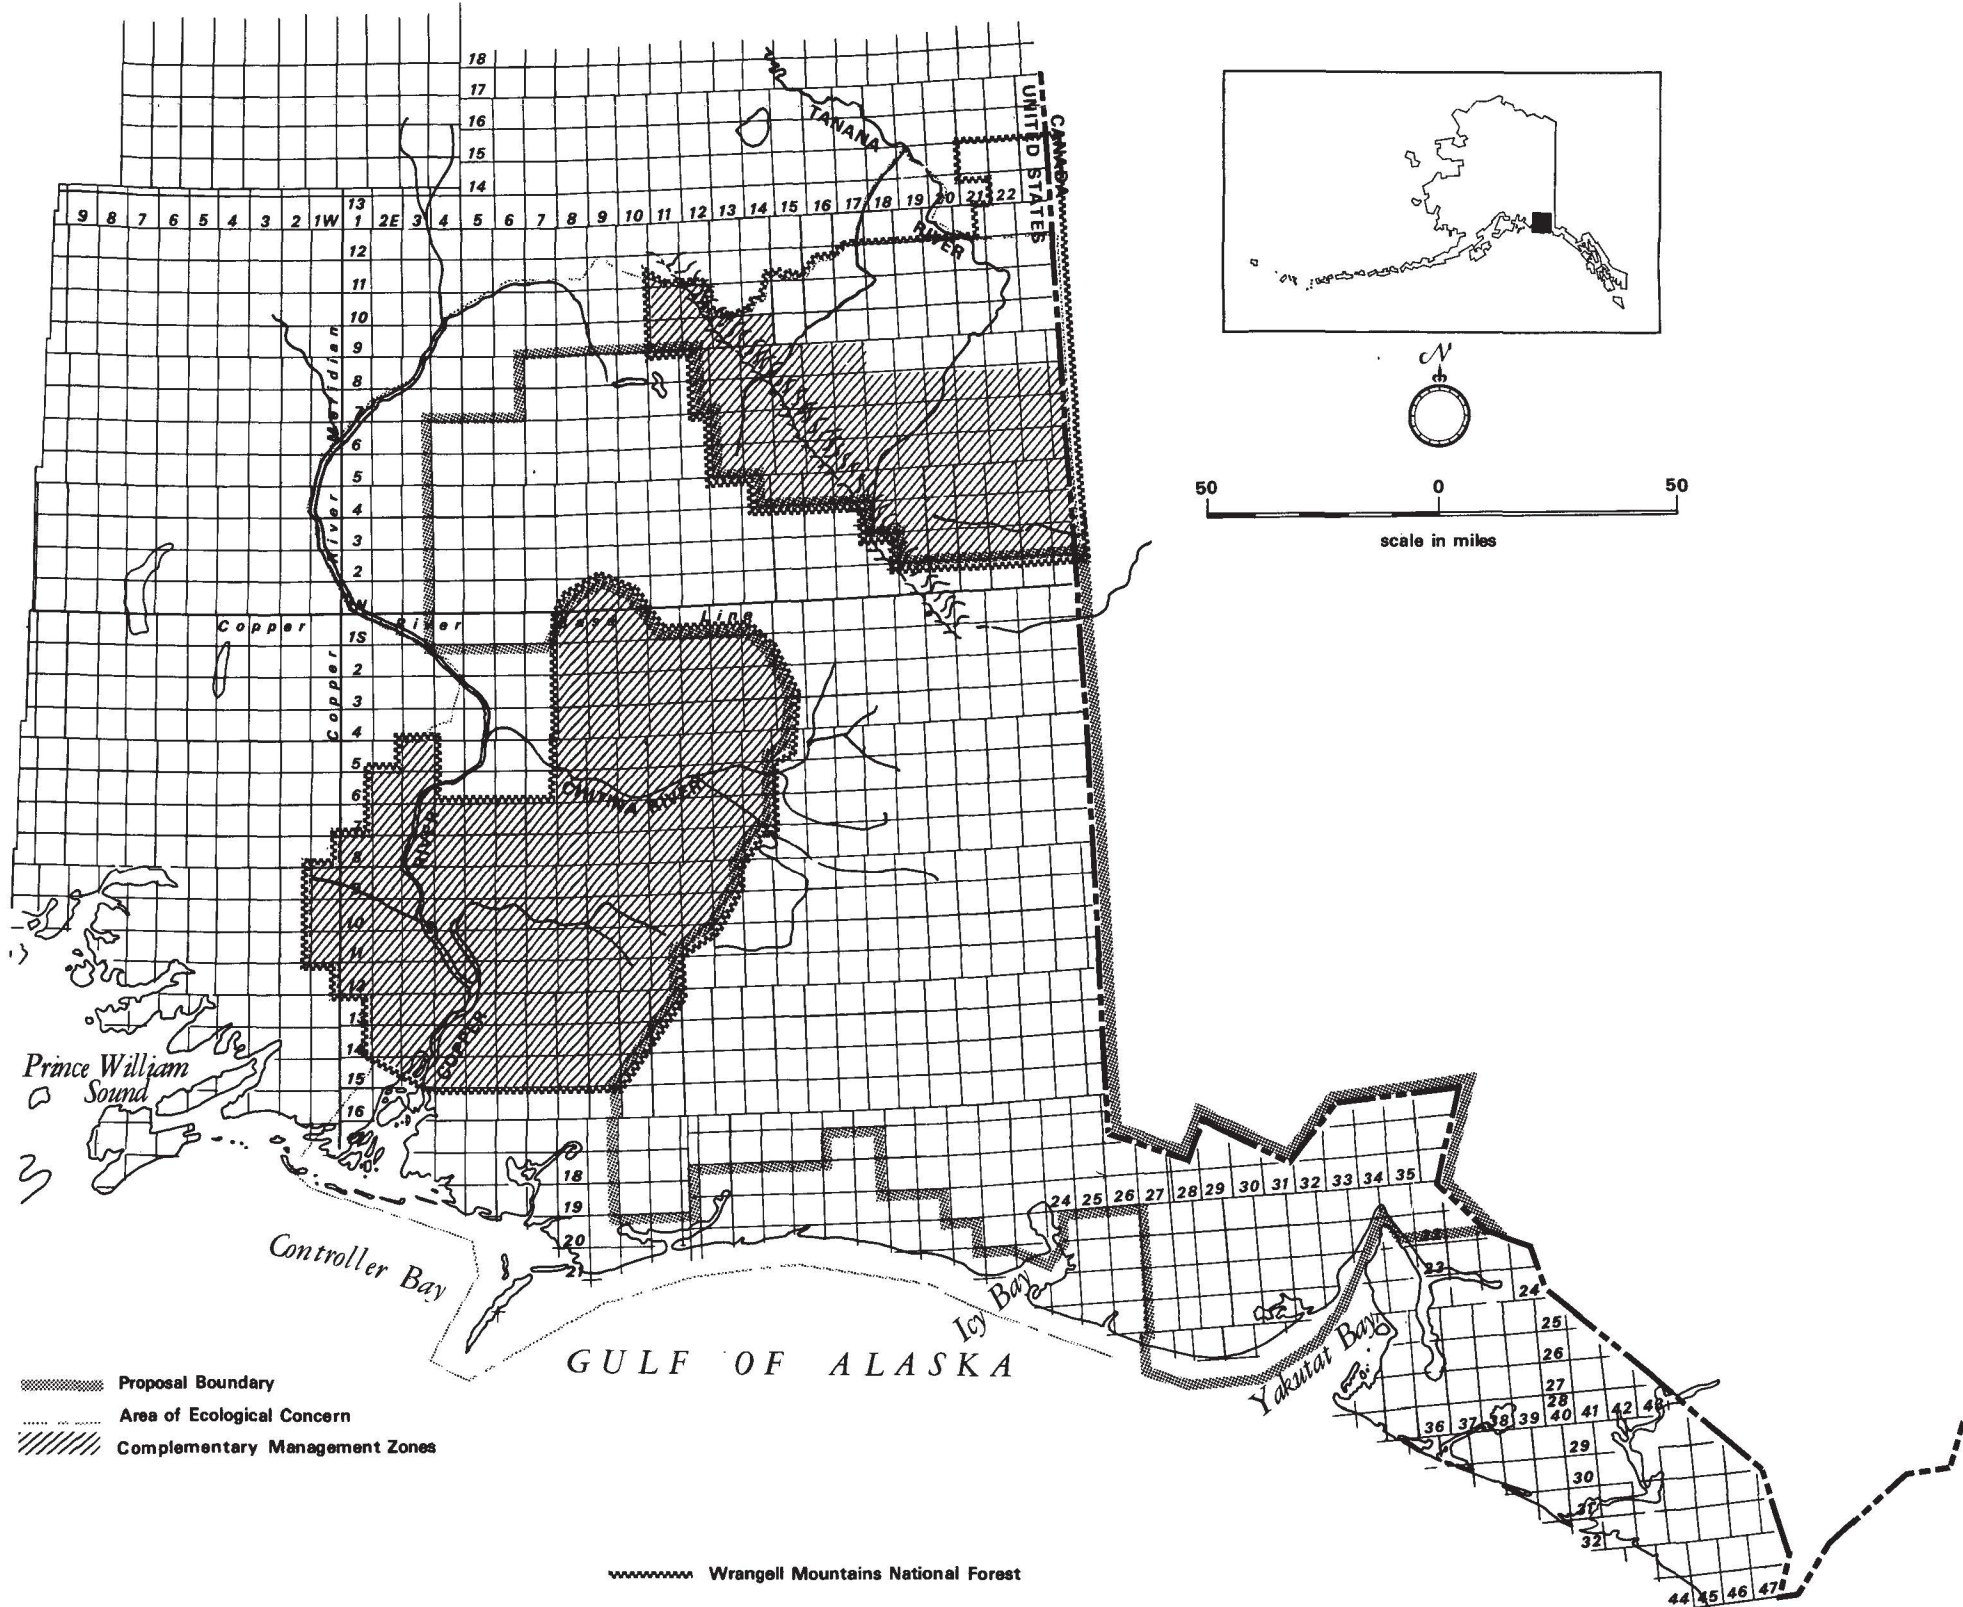 18
17
16
15
14
13
9 8 7 6 5 4 3 2 1W 1 2E 3 4 5 6 7 8 9 10 11 12 13 14 15 16 17 18 19 20 21 22
12
11
10
9
8
7
6
5
4
3
2
N
1S
2
3
4
5
6
7
8
9
10
11
12
13
14
15
16
18
19
20
21
TANANA
RIVER
UNITED STATES
CANADA
Copper River Meridian
Copper River Base Line
CHITINA RIVER
COPPER RIVER
Prince William
Sound
Controller Bay
GULF OF ALASKA
Icy Bay
Yakutat Bay
24 25 26 27 28 29 30 31 32 33 34 35
22
23
24
25
26
27
28
36 37 38 39 40 41 42 43
29
30
31
32
44 45 46 47
N
50 0 50
scale in miles
Proposal Boundary
Area of Ecological Concern
Complementary Management Zones
Wrangell Mountains National Forest